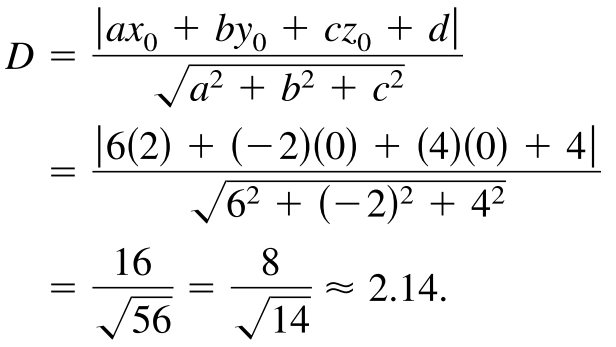 D = |ax₀ + by₀ + cz₀ + d| / √(a² + b² + c²)
= |6(2) + (−2)(0) + (4)(0) + 4| / √(6² + (−2)² + 4²)
= 16/√56 = 8/√14 ≈ 2.14.